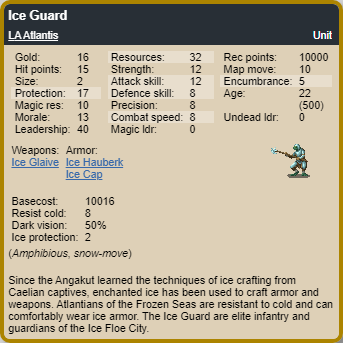 Ice Guard
LA Atlantis Unit
Gold: 16 Resources: 32 Rec points: 10000
Hit points: 15 Strength: 12 Map move: 10
Size: 2 Attack skill: 12 Encumbrance: 5
Protection: 17 Defence skill: 8 Age: 22
Magic res: 10 Precision: 8 (500)
Morale: 13 Combat speed: 8 Undead ldr: 0
Leadership: 40 Magic ldr: 0
Weapons: Armor:
Ice Glaive Ice Hauberk
Ice Cap
Basecost: 10016
Resist cold: 8
Dark vision: 50%
Ice protection: 2
(Amphibious, snow-move)
Since the Angakut learned the techniques of ice crafting from
Caelian captives, enchanted ice has been used to craft armor and
weapons. Atlantians of the Frozen Seas are resistant to cold and can
comfortably wear ice armor. The Ice Guard are elite infantry and
guardians of the Ice Floe City.